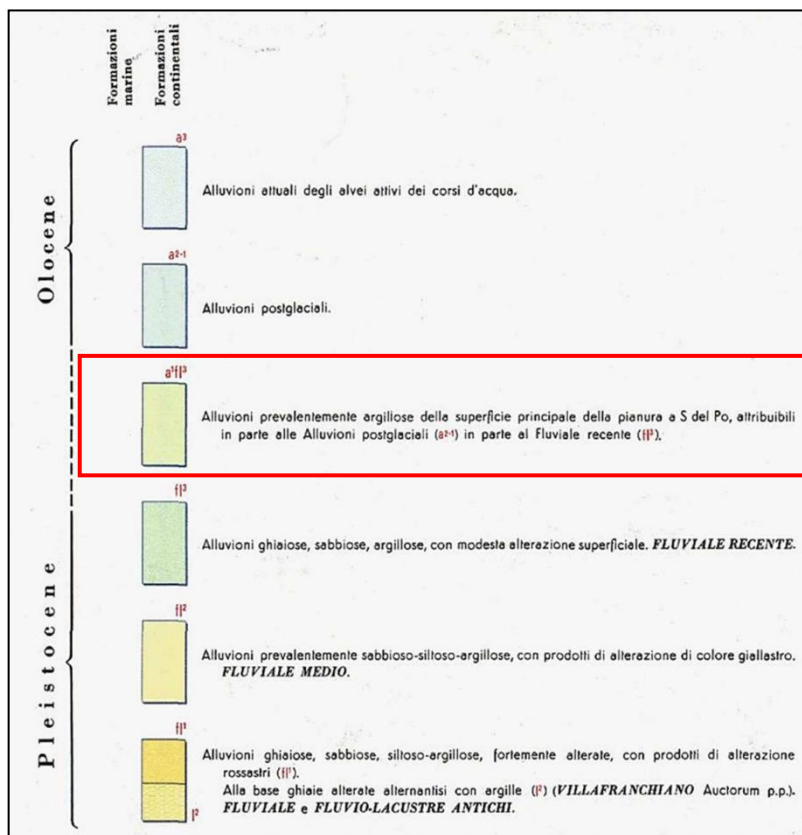 Formazioni marine
Formazioni continentali
Olocene
a³
Alluvioni attuali degli alvei attivi dei corsi d'acqua.
a²⁻¹
Alluvioni postglaciali.
a¹fl³
Alluvioni prevalentemente argillose della superficie principale della pianura a S del Po, attribuibili
in parte alle Alluvioni postglaciali (a²⁻¹) in parte al Fluviale recente (fl³).
Pleistocene
fl³
Alluvioni ghiaiose, sabbiose, argillose, con modesta alterazione superficiale. FLUVIALE RECENTE.
fl²
Alluvioni prevalentemente sabbioso-siltoso-argillose, con prodotti di alterazione di colore giallastro.
FLUVIALE MEDIO.
fl¹
Alluvioni ghiaiose, sabbiose, siltoso-argillose, fortemente alterate, con prodotti di alterazione
rossastri (fl¹).
Alla base ghiaie alterate alternantisi con argille (l²) (VILLAFRANCHIANO Auctorum p.p.).
l²
FLUVIALE e FLUVIO-LACUSTRE ANTICHI.